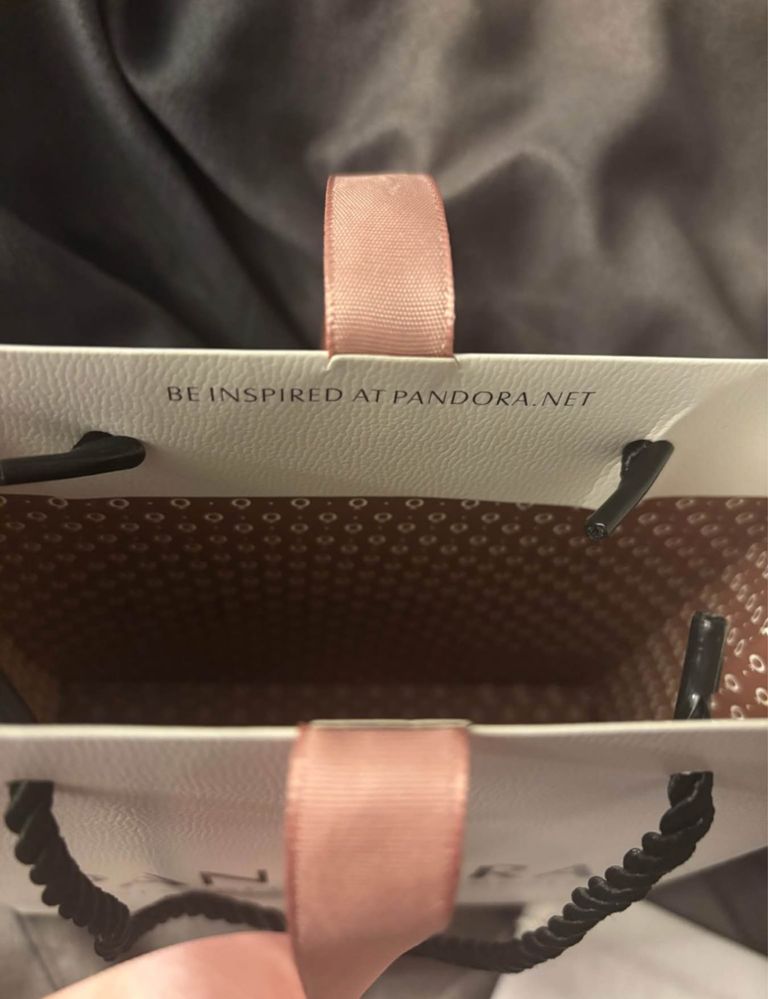 BE INSPIRED AT PANDORA.NET